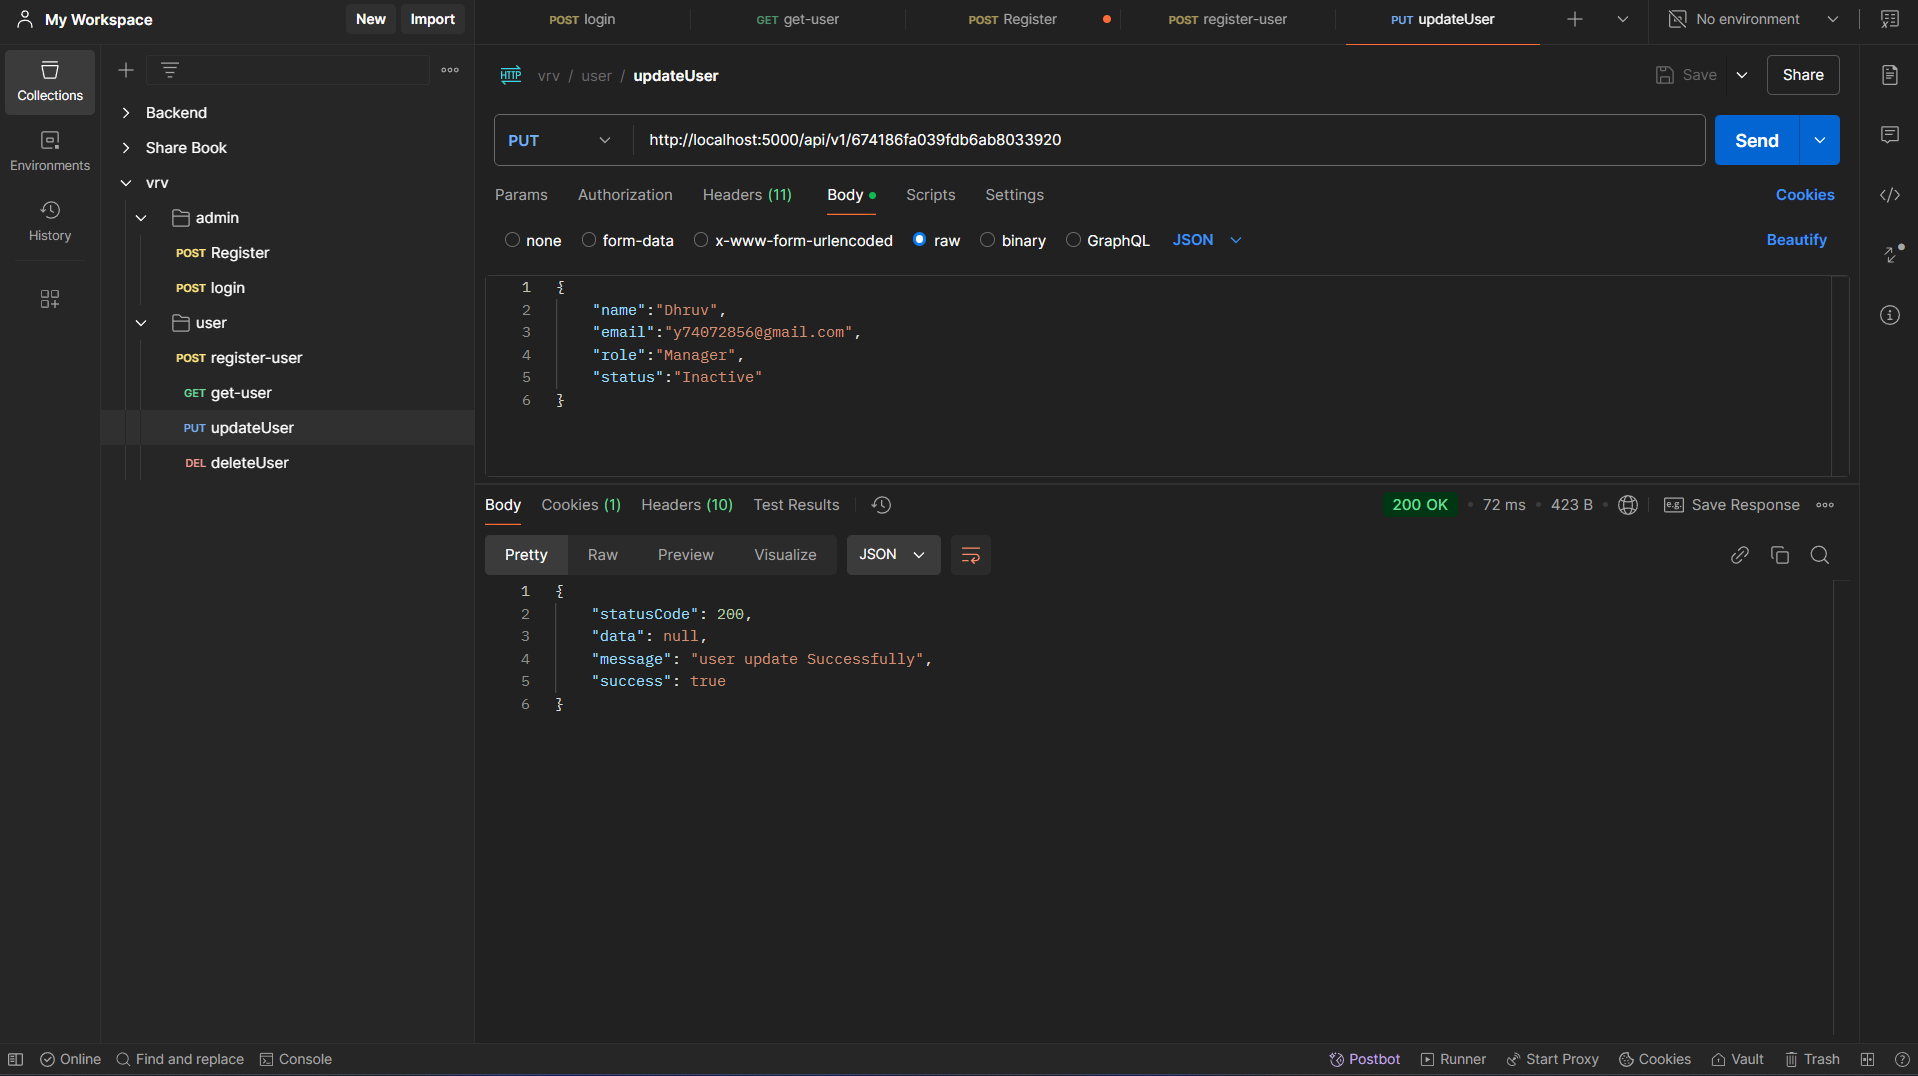 My Workspace
New
Import
POST login
GET get-user
POST Register
POST register-user
PUT updateUser
No environment
Collections
Environments
History
Backend
Share Book
vrv
admin
POST Register
POST login
user
POST register-user
GET get-user
PUT updateUser
DEL deleteUser
HTTP vrv / user / updateUser
Save
Share
PUT
http://localhost:5000/api/v1/674186fa039fdb6ab8033920
Send
Params
Authorization
Headers (11)
Body
Scripts
Settings
Cookies
none
form-data
x-www-form-urlencoded
raw
binary
GraphQL
JSON
Beautify
1 {
2 "name":"Dhruv",
3 "email":"y74072856@gmail.com",
4 "role":"Manager",
5 "status":"Inactive"
6 }
Body
Cookies (1)
Headers (10)
Test Results
200 OK
72 ms
423 B
e.g. Save Response
Pretty
Raw
Preview
Visualize
JSON
1 {
2 "statusCode": 200,
3 "data": null,
4 "message": "user update Successfully",
5 "success": true
6 }
Online
Find and replace
Console
Postbot
Runner
Start Proxy
Cookies
Vault
Trash